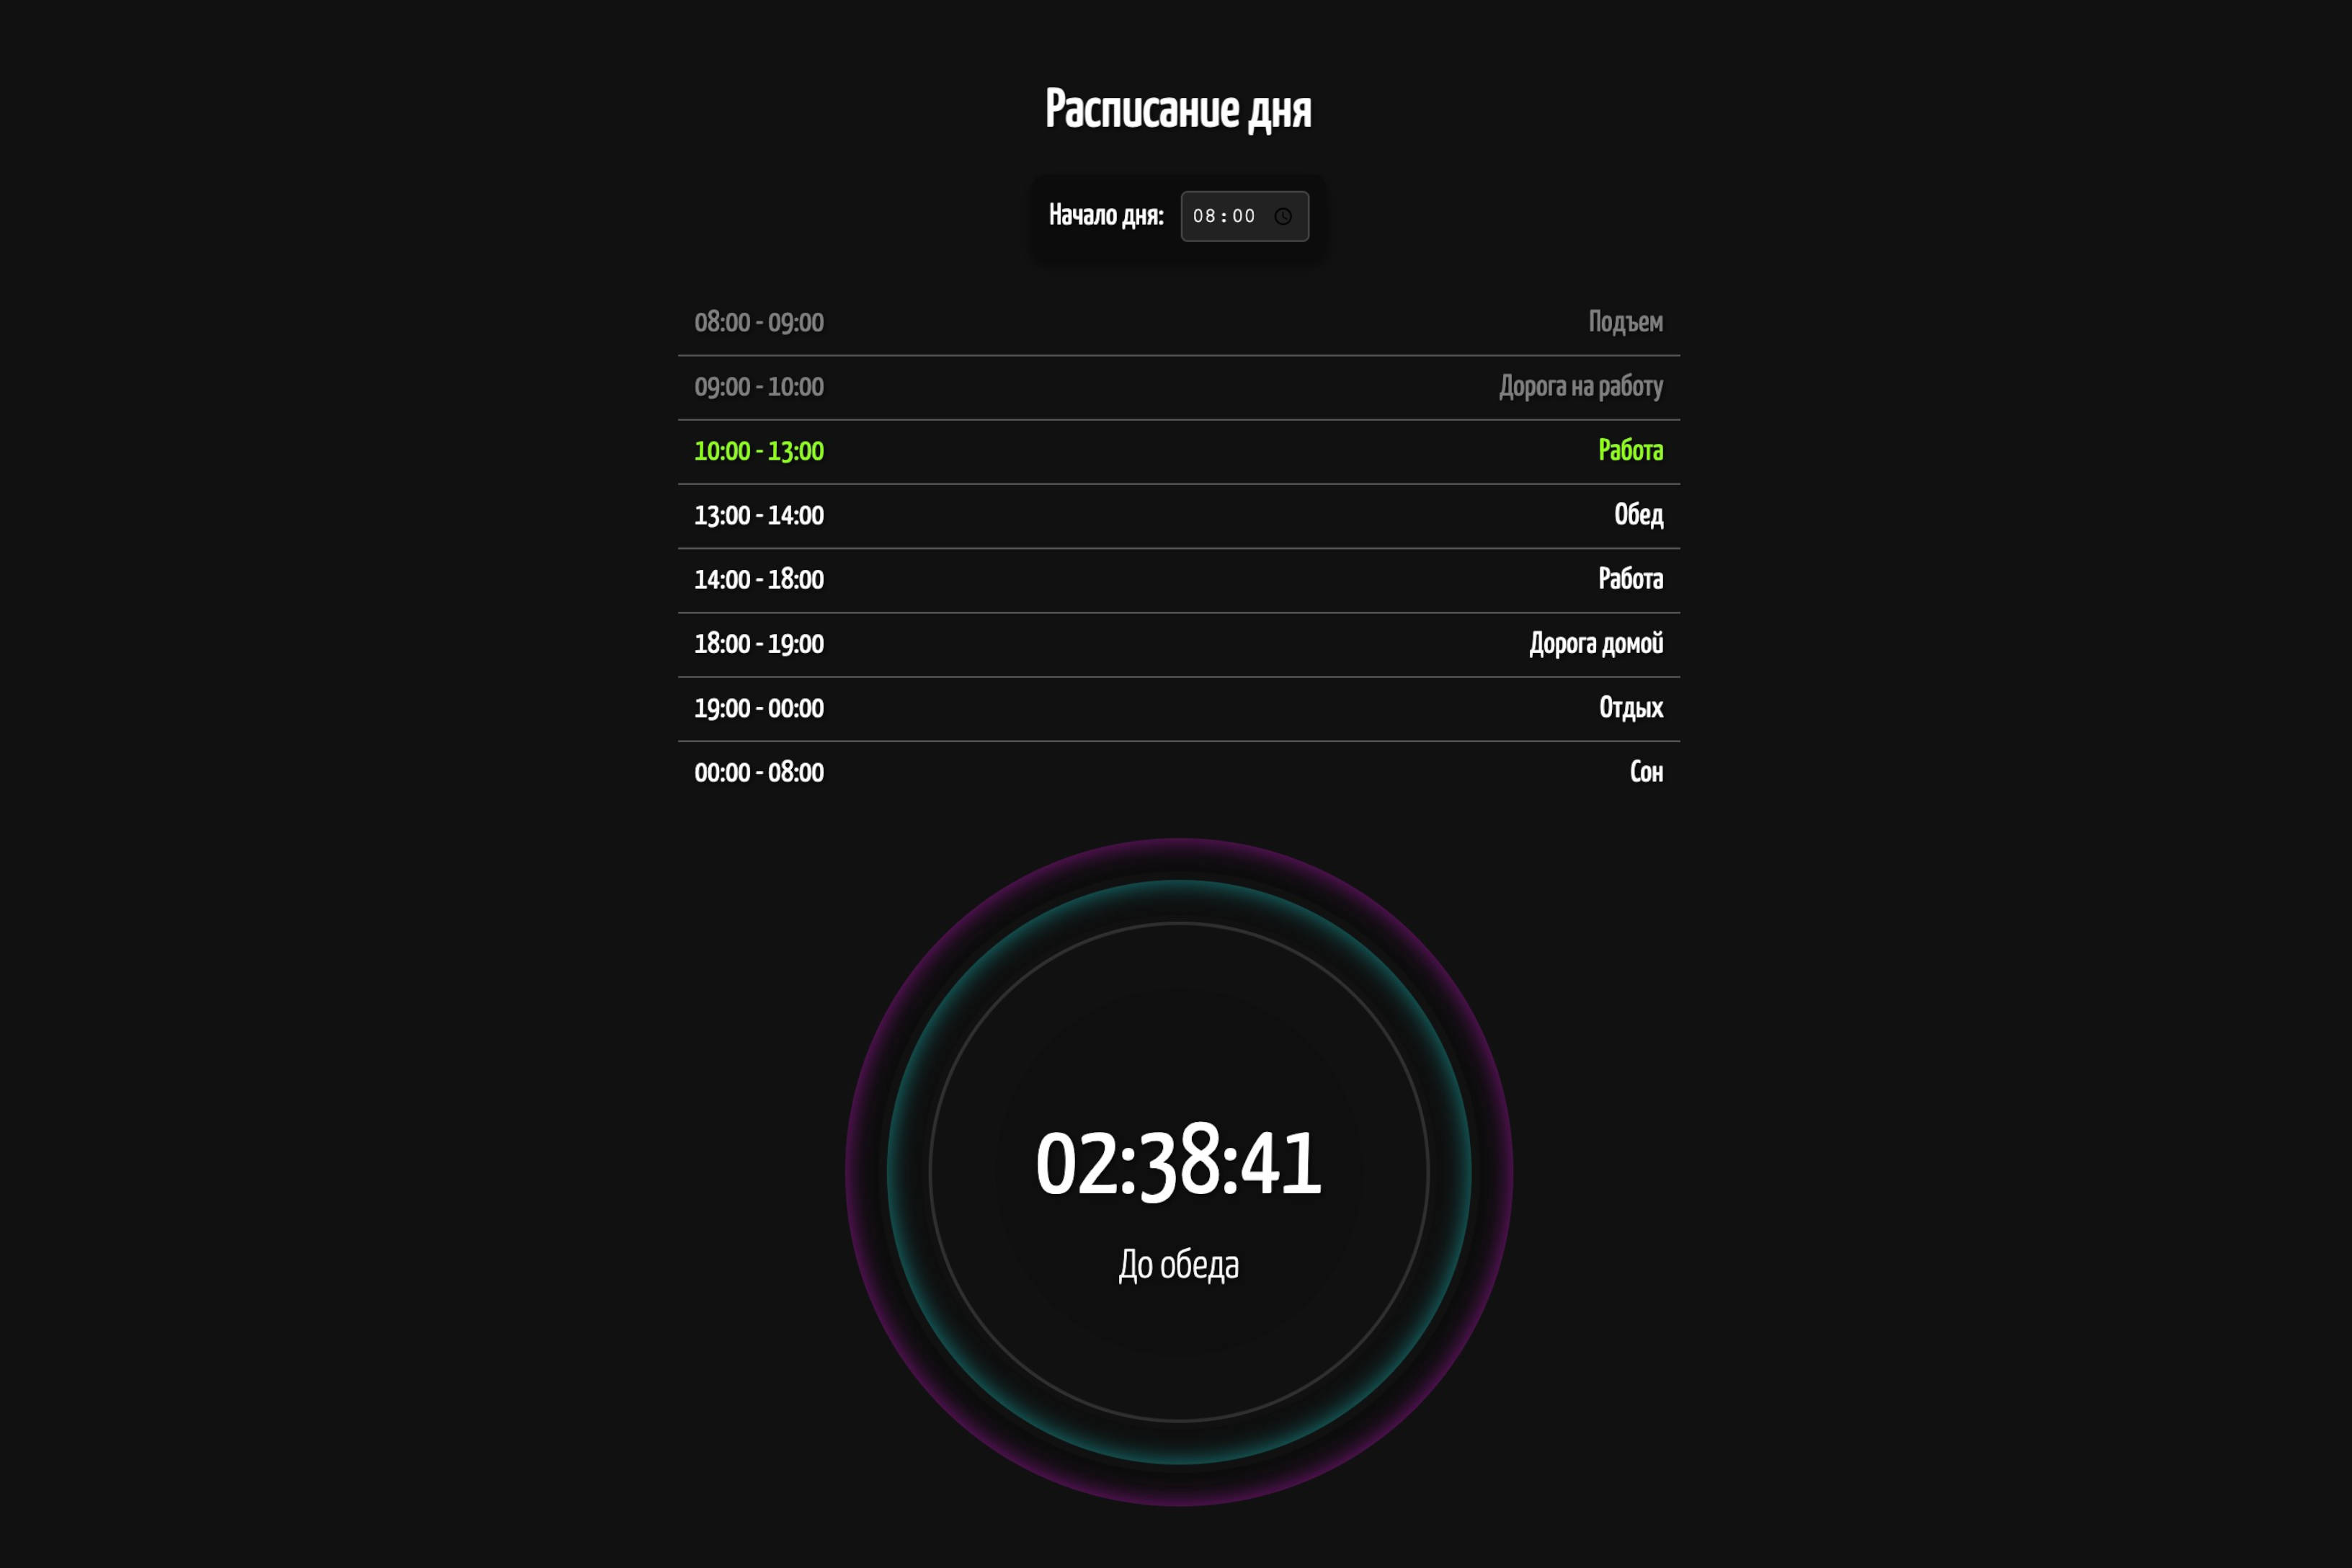 Расписание дня
Начало дня: 08:00
08:00 - 09:00 Подъем
09:00 - 10:00 Дорога на работу
10:00 - 13:00 Работа
13:00 - 14:00 Обед
14:00 - 18:00 Работа
18:00 - 19:00 Дорога домой
19:00 - 00:00 Отдых
00:00 - 08:00 Сон
02:38:41
До обеда